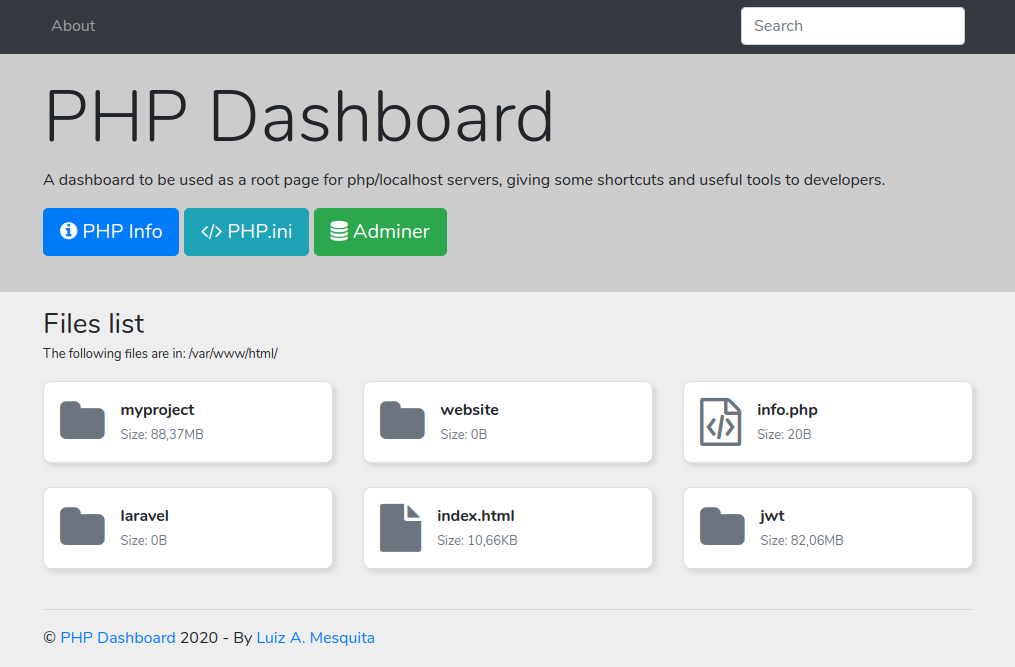 About
Search
PHP Dashboard
A dashboard to be used as a root page for php/localhost servers, giving some shortcuts and useful tools to developers.
PHP Info </> PHP.ini Adminer
Files list
The following files are in: /var/www/html/
myproject
Size: 88,37MB
website
Size: 0B
info.php
Size: 20B
laravel
Size: 0B
index.html
Size: 10,66KB
jwt
Size: 82,06MB
© PHP Dashboard 2020 - By Luiz A. Mesquita